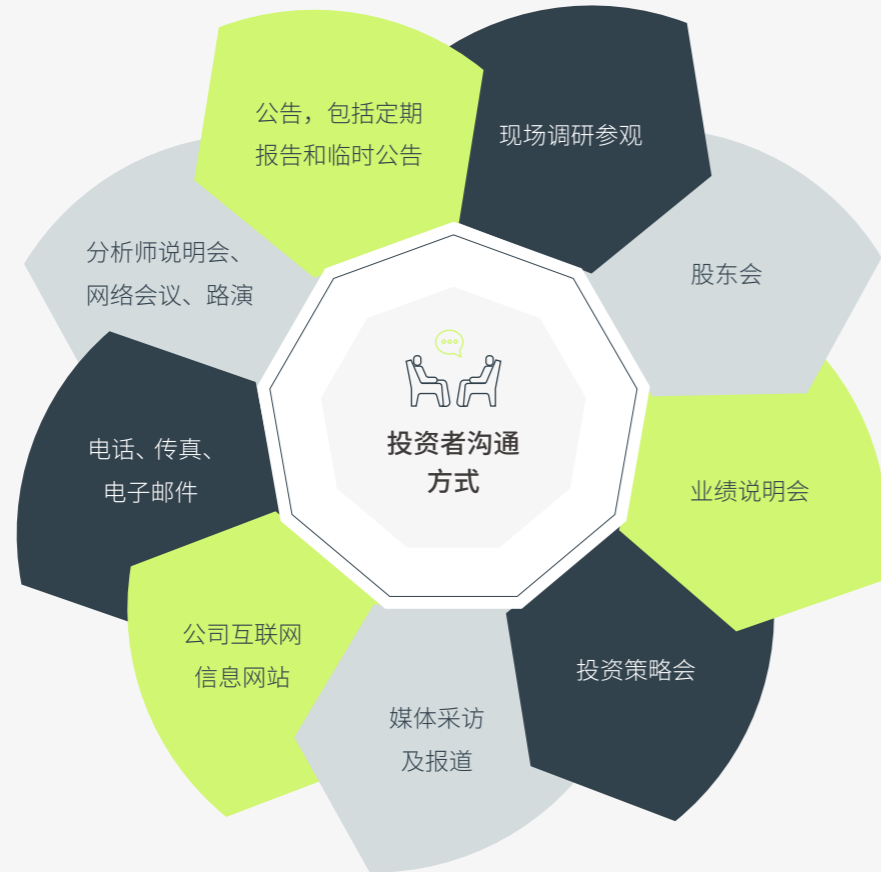 公告，包括定期
报告和临时公告
现场调研参观
股东会
业绩说明会
投资策略会
媒体采访
及报道
公司互联网
信息网站
电话、传真、
电子邮件
分析师说明会、
网络会议、路演
投资者沟通
方式